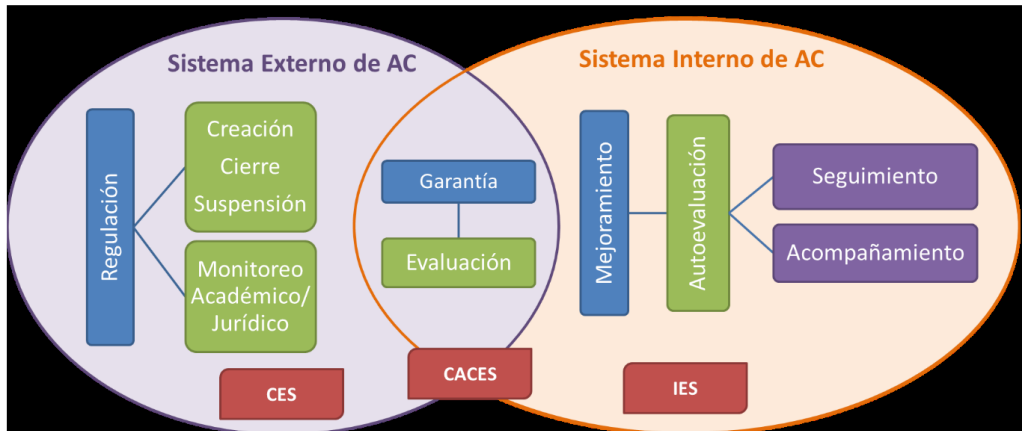 Sistema Externo de AC
Regulación
Creación
Cierre
Suspensión
Monitoreo
Académico/
Jurídico
CES
Garantía
Evaluación
CACES
Sistema Interno de AC
Mejoramiento
Autoevaluación
Seguimiento
Acompañamiento
IES